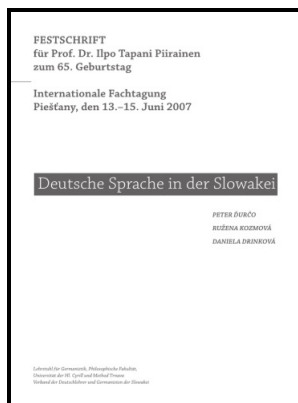 FESTSCHRIFT
für Prof. Dr. Ilpo Tapani Piirainen
zum 65. Geburtstag
Internationale Fachtagung
Piešťany, den 13.–15. Juni 2007
Deutsche Sprache in der Slowakei
PETER ĎURČO
RUŽENA KOZMOVÁ
DANIELA DRINKOVÁ
Lehrstuhl für Germanistik, Philosophische Fakultät,
Universität der Hl. Cyrill und Method Trnava
Verband der Deutschlehrer und Germanisten der Slowakei